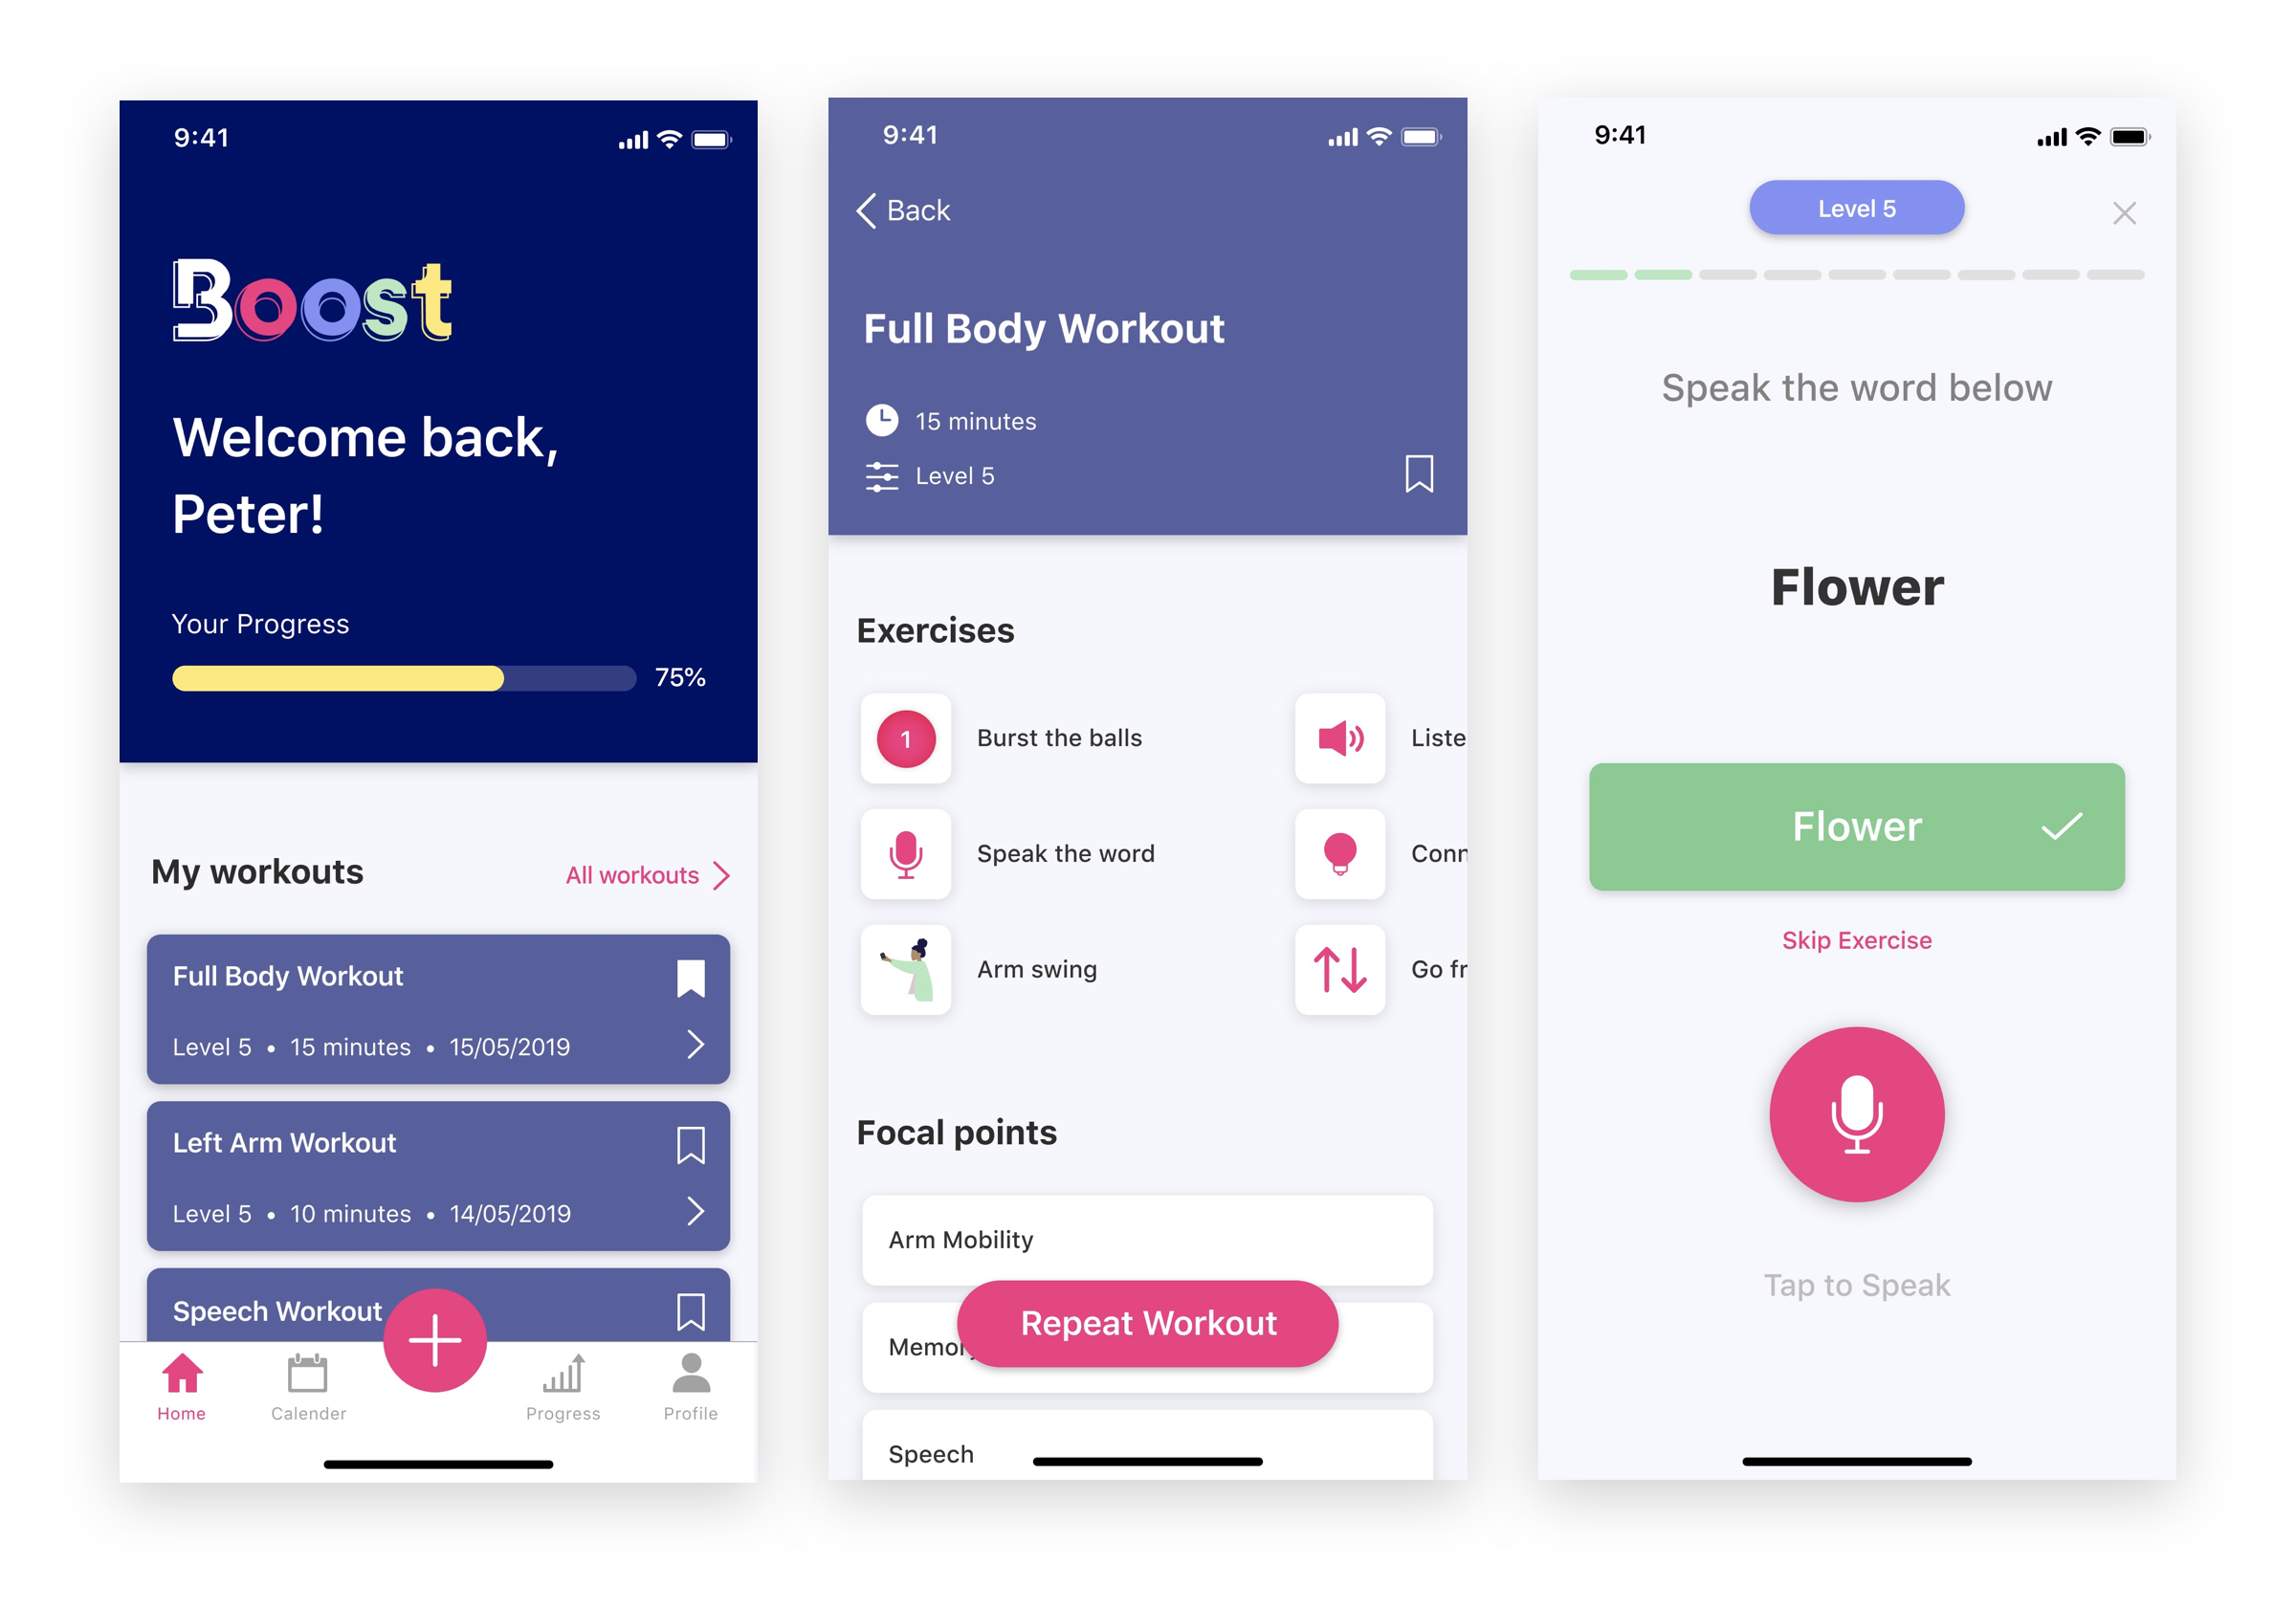 9:41
Boost
Welcome back,
Peter!
Your Progress
75%
My workouts
All workouts
Full Body Workout
Level 5 • 15 minutes • 15/05/2019
Left Arm Workout
Level 5 • 10 minutes • 14/05/2019
Speech Workout
Home
Calender
Progress
Profile
9:41
Back
Full Body Workout
15 minutes
Level 5
Exercises
1
Burst the balls
Liste
Speak the word
Conn
Arm swing
Go fr
Focal points
Arm Mobility
Repeat Workout
Memor
Speech
9:41
Level 5
Speak the word below
Flower
Flower
Skip Exercise
Tap to Speak